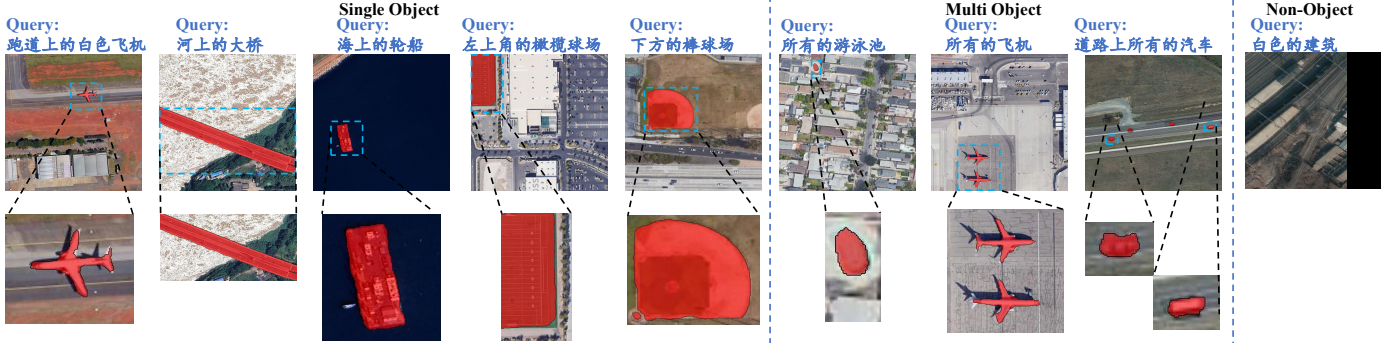 Single Object
Multi Object
Non-Object
Query:
跑道上的白色飞机
Query:
河上的大桥
Query:
海上的轮船
Query:
左上角的橄榄球场
Query:
下方的棒球场
Query:
所有的游泳池
Query:
所有的飞机
Query:
道路上所有的汽车
Query:
白色的建筑